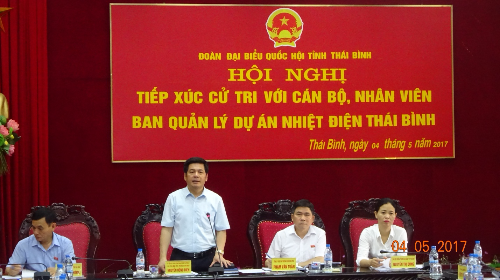 ĐOÀN ĐẠI BIỂU QUỐC HỘI TỈNH THÁI BÌNH
HỘI NGHỊ
TIẾP XÚC CỬ TRI VỚI CÁN BỘ, NHÂN VIÊN
BAN QUẢN LÝ DỰ ÁN NHIỆT ĐIỆN THÁI BÌNH
Thái Bình, ngày 04 tháng 5 năm 2017
04.05.2017